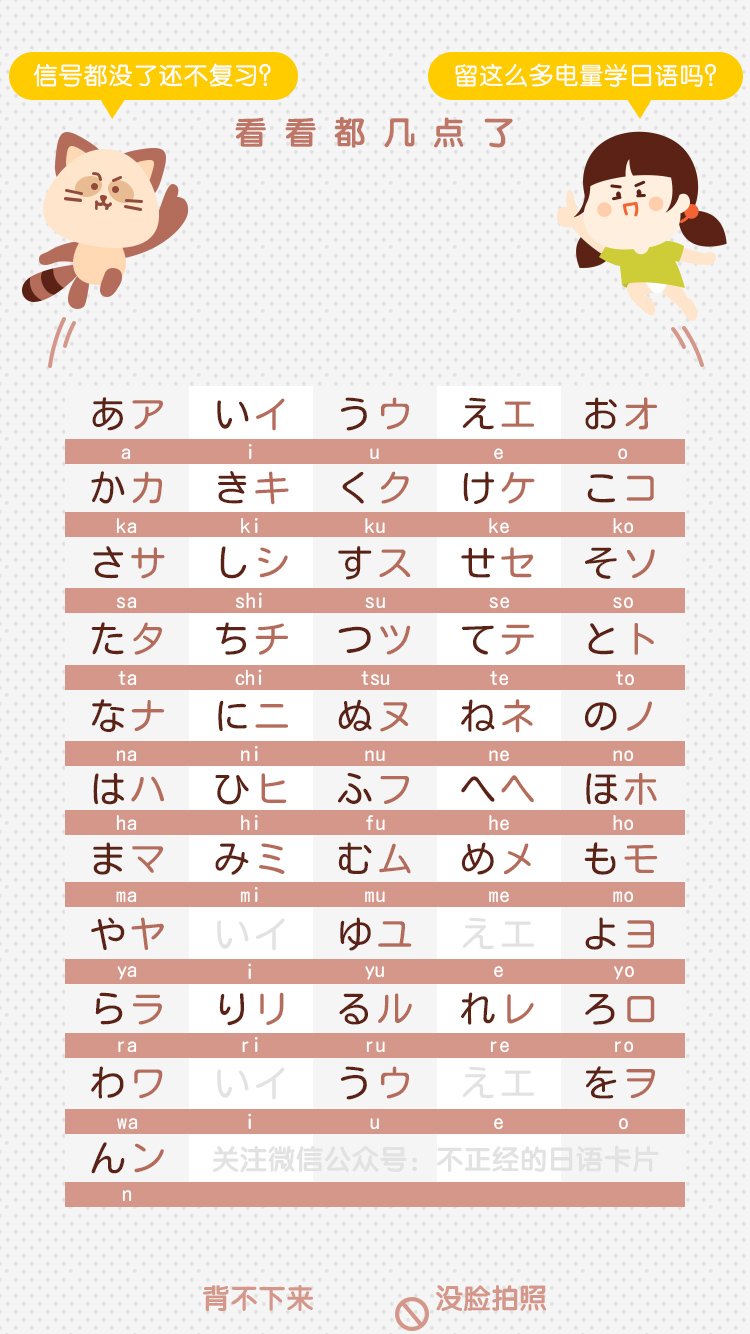 信号都没了还不复习?
留这么多电量学日语吗?
看看都几点了
あア いイ うウ えエ おオ
a i u e o
かカ きキ くク けケ こコ
ka ki ku ke ko
さサ しシ すス せセ そソ
sa shi su se so
たタ ちチ つツ てテ とト
ta chi tsu te to
なナ にニ ぬヌ ねネ のノ
na ni nu ne no
はハ ひヒ ふフ へヘ ほホ
ha hi fu he ho
まマ みミ むム めメ もモ
ma mi mu me mo
やヤ いイ ゆユ えエ よヨ
ya i yu e yo
らラ りリ るル れレ ろロ
ra ri ru re ro
わワ いイ うウ えエ をヲ
wa i u e o
んン 关注微信公众号：不正经的日语卡片
n
背不下来 没脸拍照